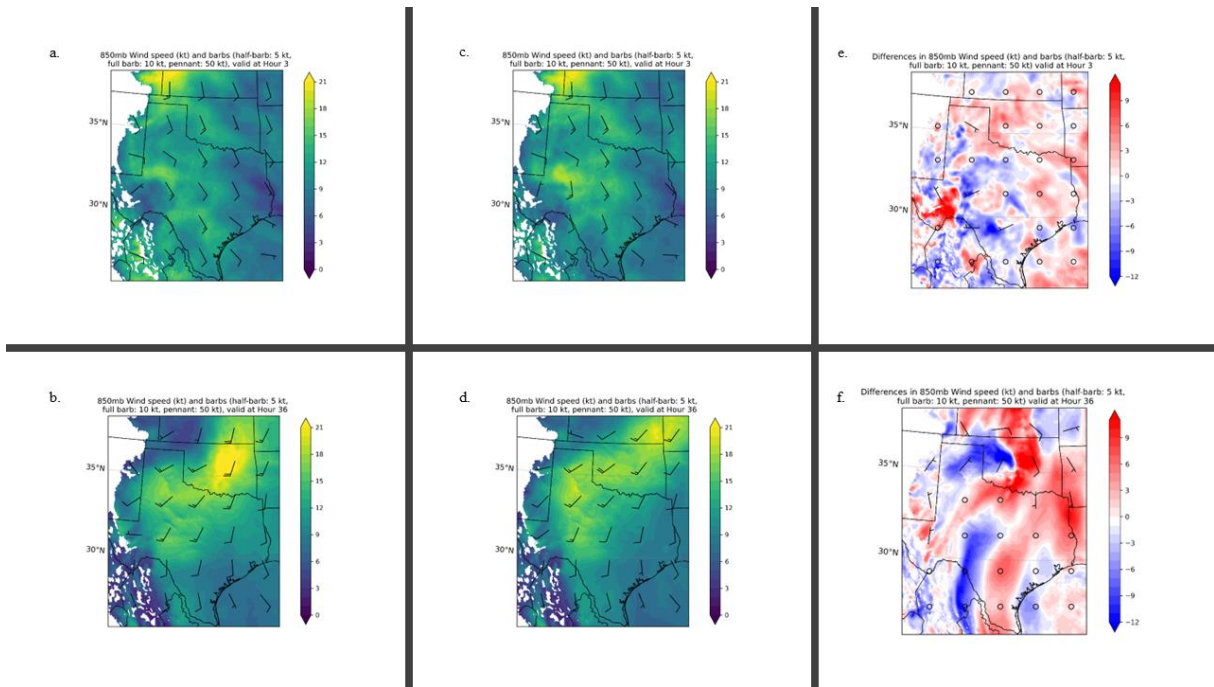 a.
850mb Wind speed (kt) and barbs (half-barb: 5 kt,
full barb: 10 kt, pennant: 50 kt), valid at Hour 3
35°N
30°N
21
18
15
12
9
6
3
0
c.
850mb Wind speed (kt) and barbs (half-barb: 5 kt,
full barb: 10 kt, pennant: 50 kt), valid at Hour 3
35°N
30°N
21
18
15
12
9
6
3
0
e.
Differences in 850mb Wind speed (kt) and barbs (half-barb: 5 kt,
full barb: 10 kt, pennant: 50 kt) valid at Hour 3
35°N
30°N
9
6
3
0
−3
−6
−9
−12
b.
850mb Wind speed (kt) and barbs (half-barb: 5 kt,
full barb: 10 kt, pennant: 50 kt), valid at Hour 36
35°N
30°N
21
18
15
12
9
6
3
0
d.
850mb Wind speed (kt) and barbs (half-barb: 5 kt,
full barb: 10 kt, pennant: 50 kt), valid at Hour 36
35°N
30°N
21
18
15
12
9
6
3
0
f.
Differences in 850mb Wind speed (kt) and barbs (half-barb: 5 kt,
full barb: 10 kt, pennant: 50 kt) valid at Hour 36
35°N
30°N
9
6
3
0
−3
−6
−9
−12